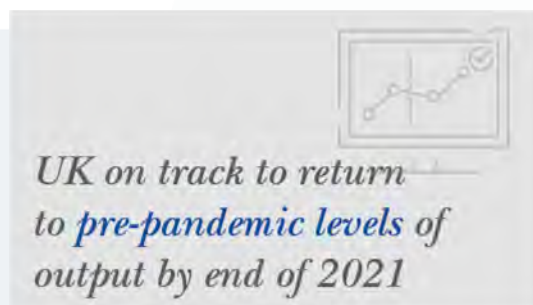 UK on track to return
to pre-pandemic levels of
output by end of 2021